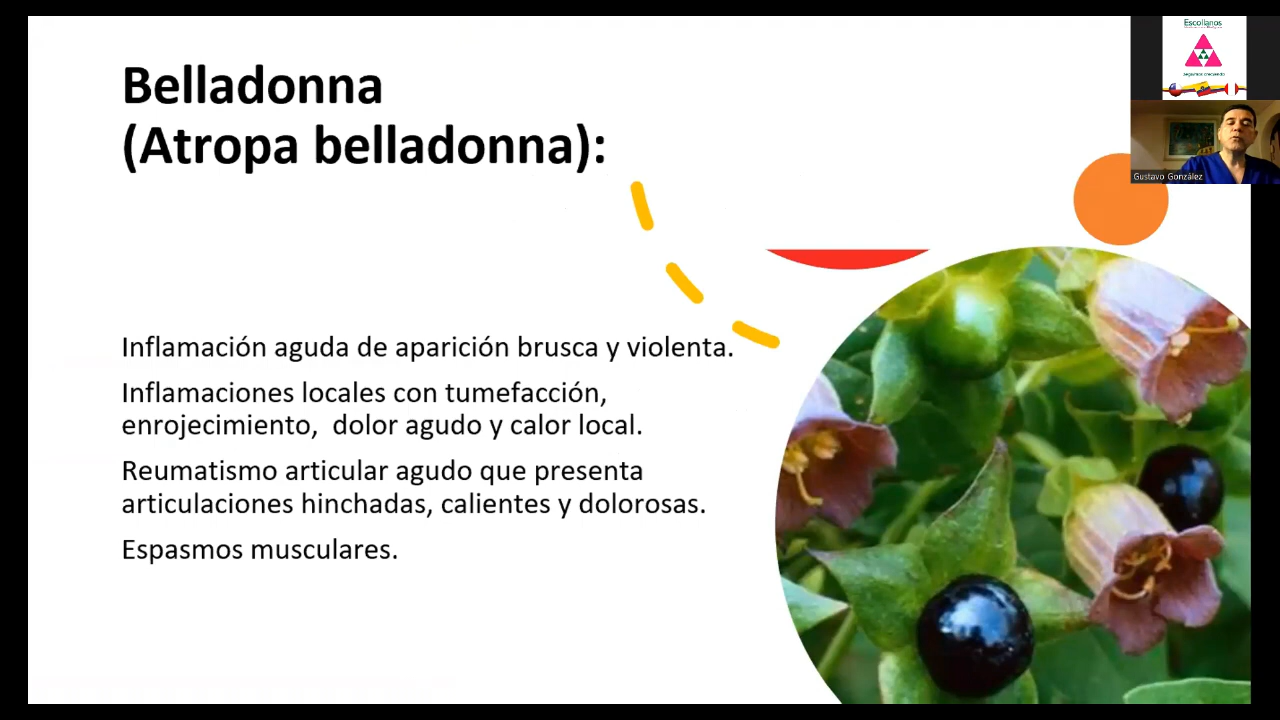 Belladonna
(Atropa belladonna):
Escollanos
Gustavo González
Inflamación aguda de aparición brusca y violenta.
Inflamaciones locales con tumefacción,
enrojecimiento,  dolor agudo y calor local.
Reumatismo articular agudo que presenta
articulaciones hinchadas, calientes y dolorosas.
Espasmos musculares.